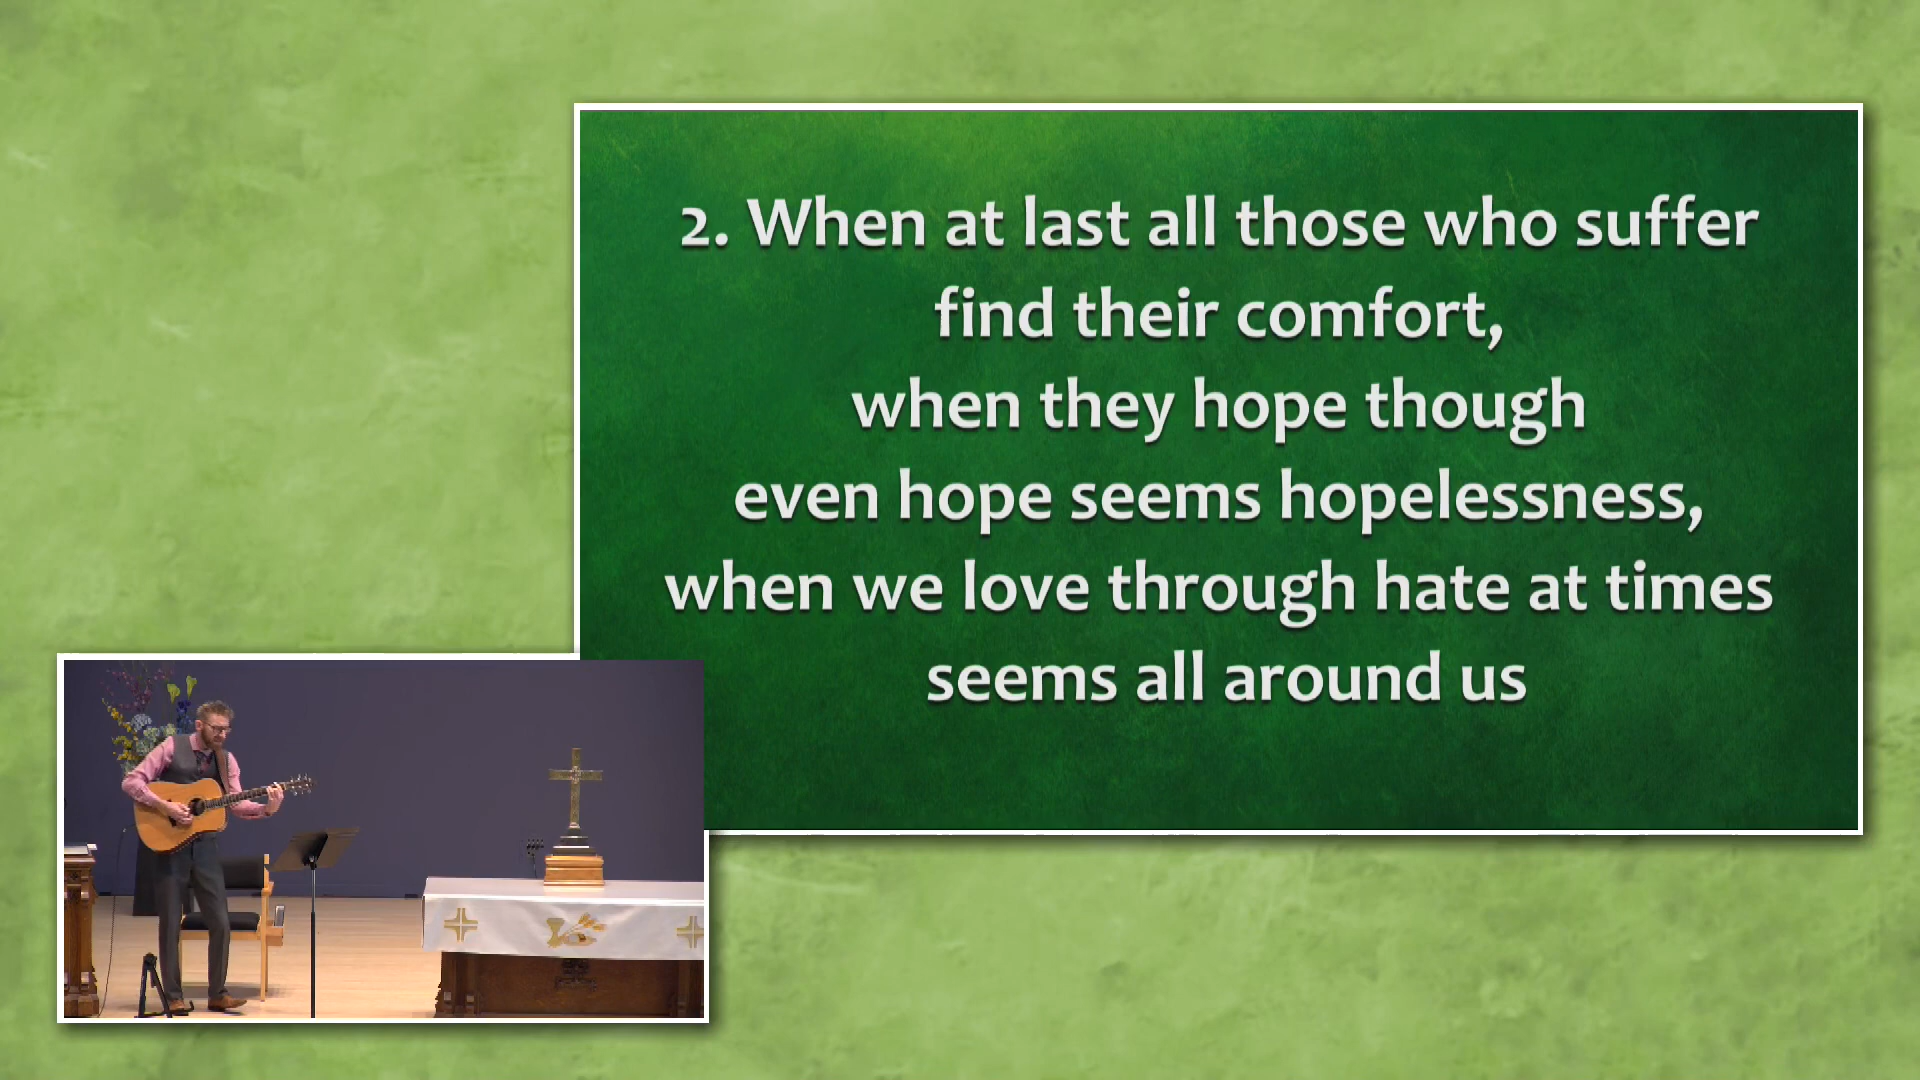 2. When at last all those who suffer
find their comfort,
when they hope though
even hope seems hopelessness,
when we love through hate at times
seems all around us